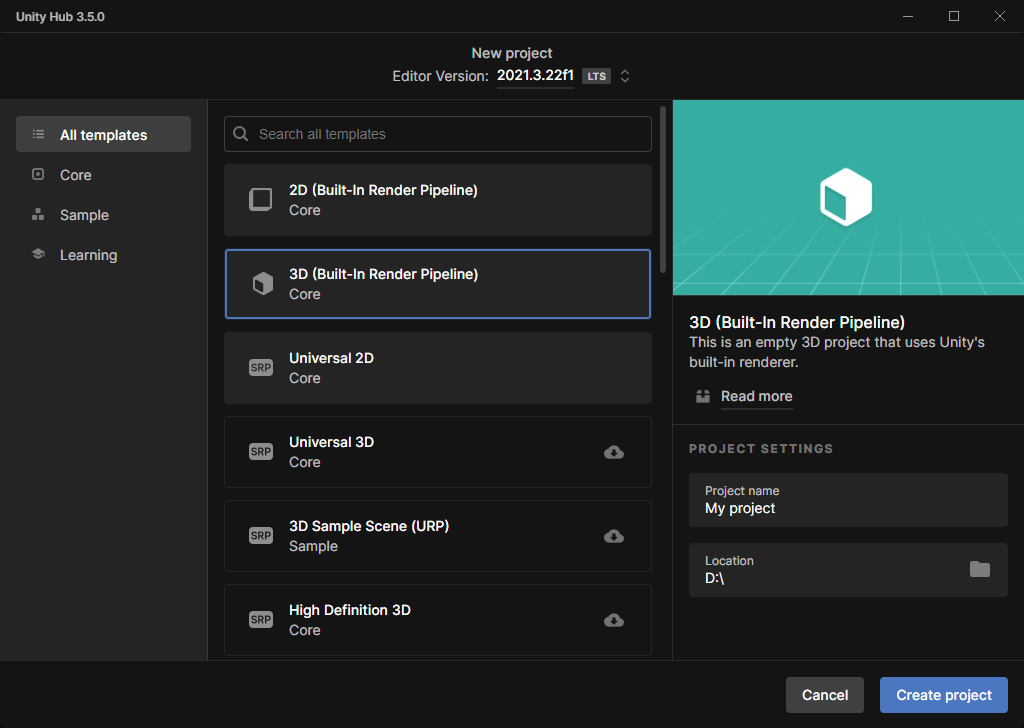 Unity Hub 3.5.0
New project
Editor Version: 2021.3.22f1 LTS
All templates
Core
Sample
Learning
Search all templates
2D (Built-In Render Pipeline)
Core
3D (Built-In Render Pipeline)
Core
SRP
Universal 2D
Core
SRP
Universal 3D
Core
SRP
3D Sample Scene (URP)
Sample
SRP
High Definition 3D
Core
3D (Built-In Render Pipeline)
This is an empty 3D project that uses Unity's
built-in renderer.
Read more
PROJECT SETTINGS
Project name
My project
Location
D:\
Cancel
Create project